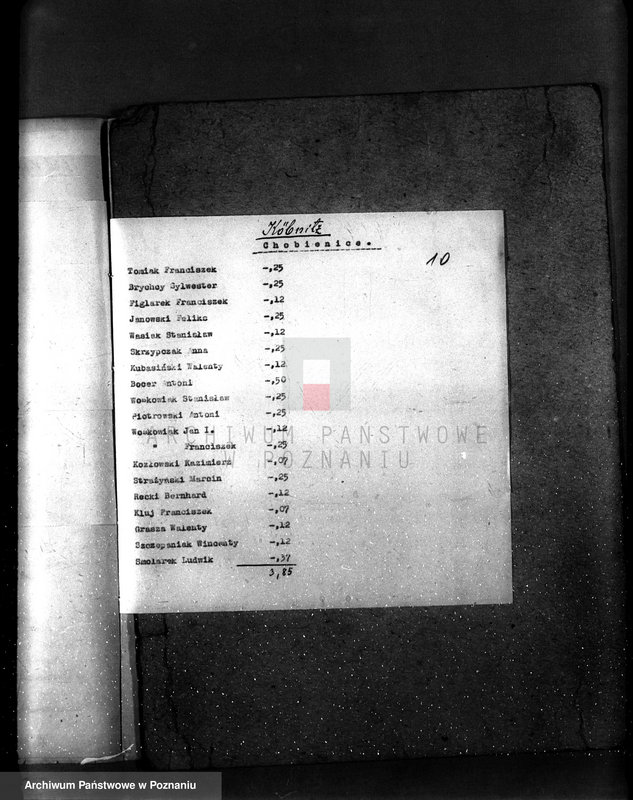 Köbnitz
Chobienice.
10
Tomiak Franciszek -,25
Brychcy Sylwester -,25
Figlarek Franciszek -,12
Janowski Feliks -,25
Wasiak Stanisław -,12
Skrzypczak Anna -,25
Kubasiński Walenty -,12
Bocer Antoni -,50
Woskowiak Stanisław -,25
Piotrowski Antoni -,25
Woskowiak Jan I. -,12
" Franciszek -,25
Kozłowski Kazimierz -,07
Strażyński Marcin -,25
Recki Bernhard -,12
Kluj Franciszek -,07
Grasza Walenty -,12
Szczepaniak Wincenty -,12
Smolarek Ludwik -,37
3,85
ARCHIWUM PAŃSTWOWE
W POZNANIU
Archiwum Państwowe w Poznaniu